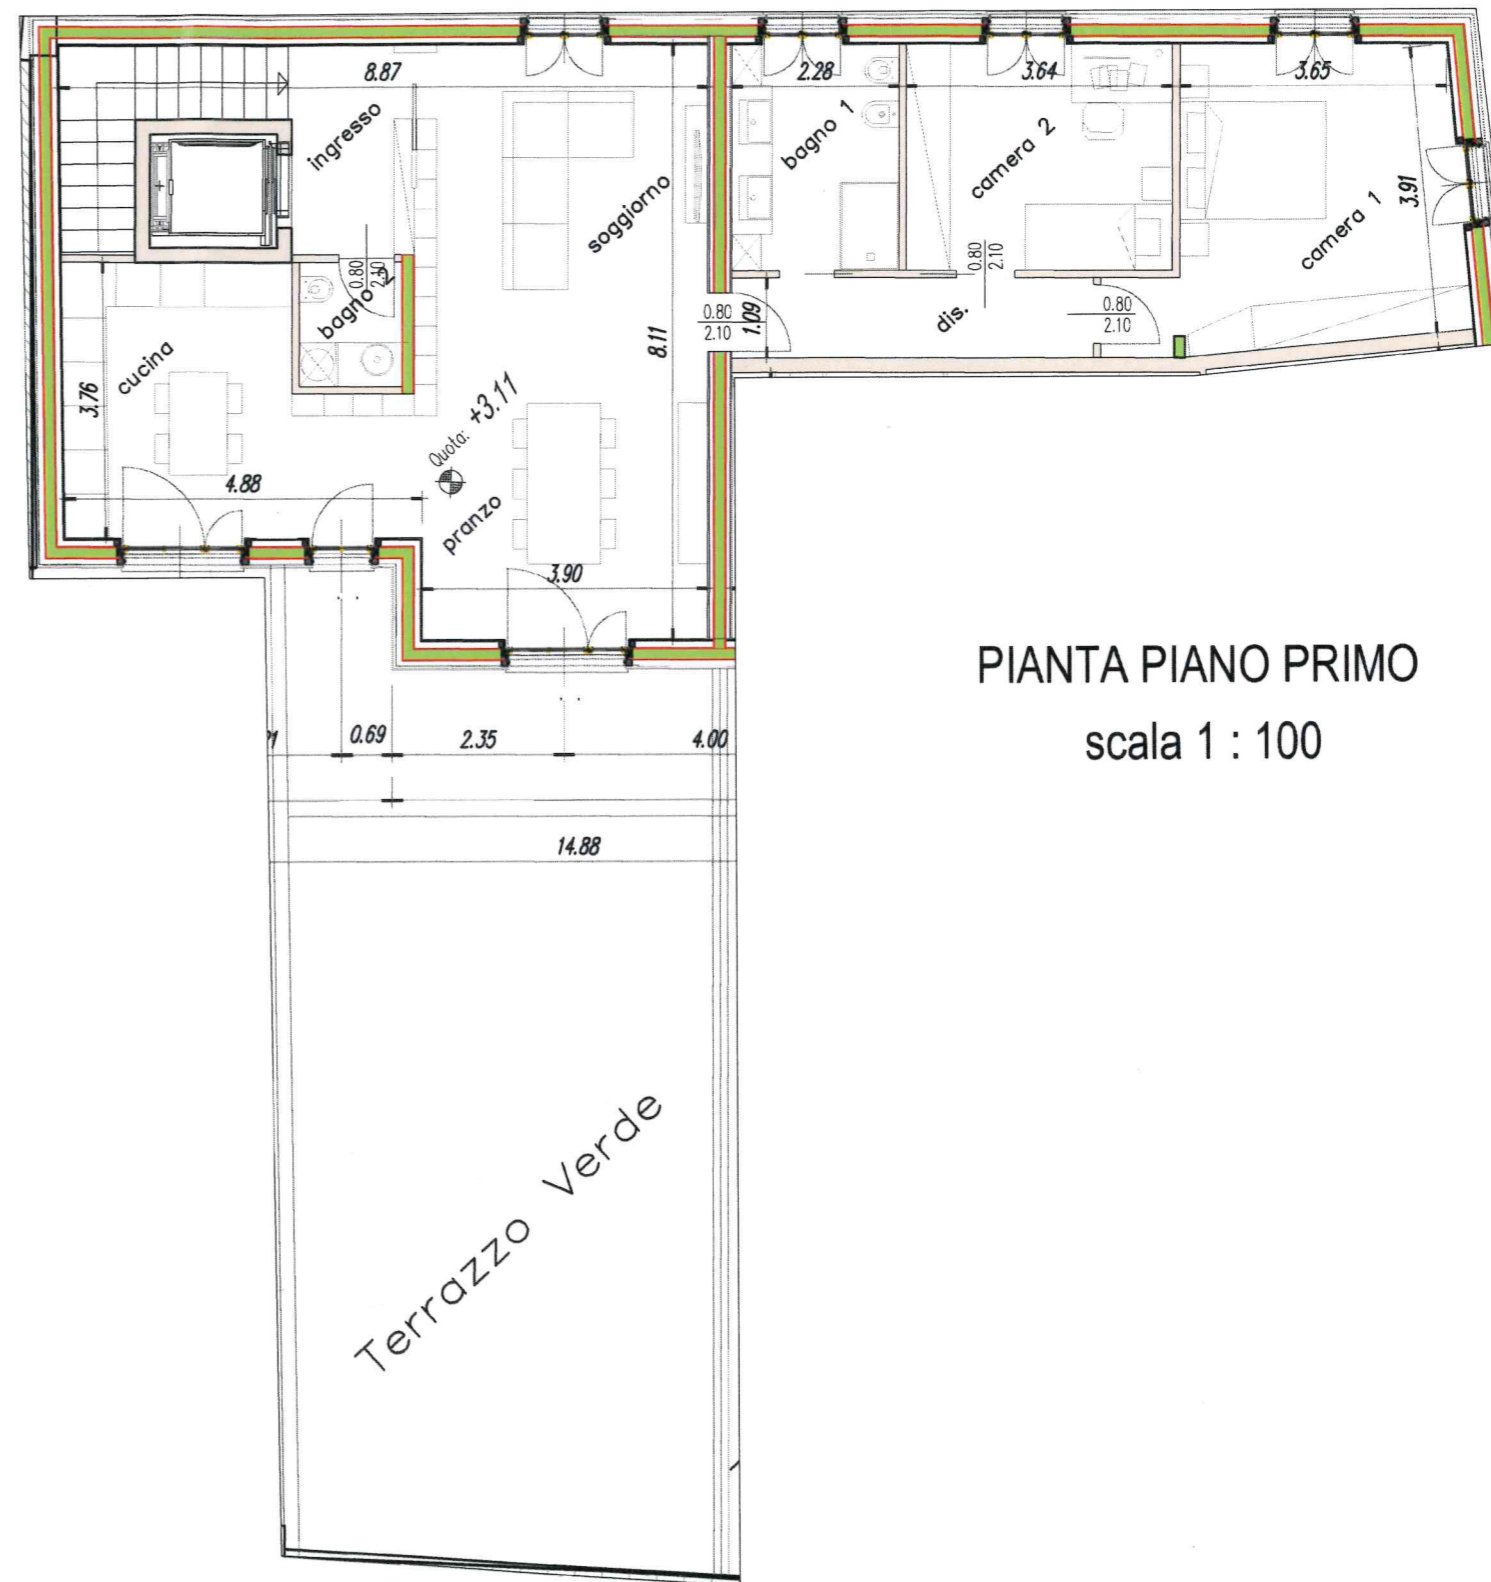 8.87
2.28
3.64
3.65
ingresso
soggiorno
bagno 1
camera 2
camera 1
3.91
0.80
2.10
bagno 2
0.80
2.10
0.80
2.10
1.09
dis.
0.80
2.10
cucina
3.76
8.11
Quota: +3.11
4.88
pranzo
3.90
PIANTA PIANO PRIMO
scala 1 : 100
0.69
2.35
4.00
14.88
Terrazzo Verde